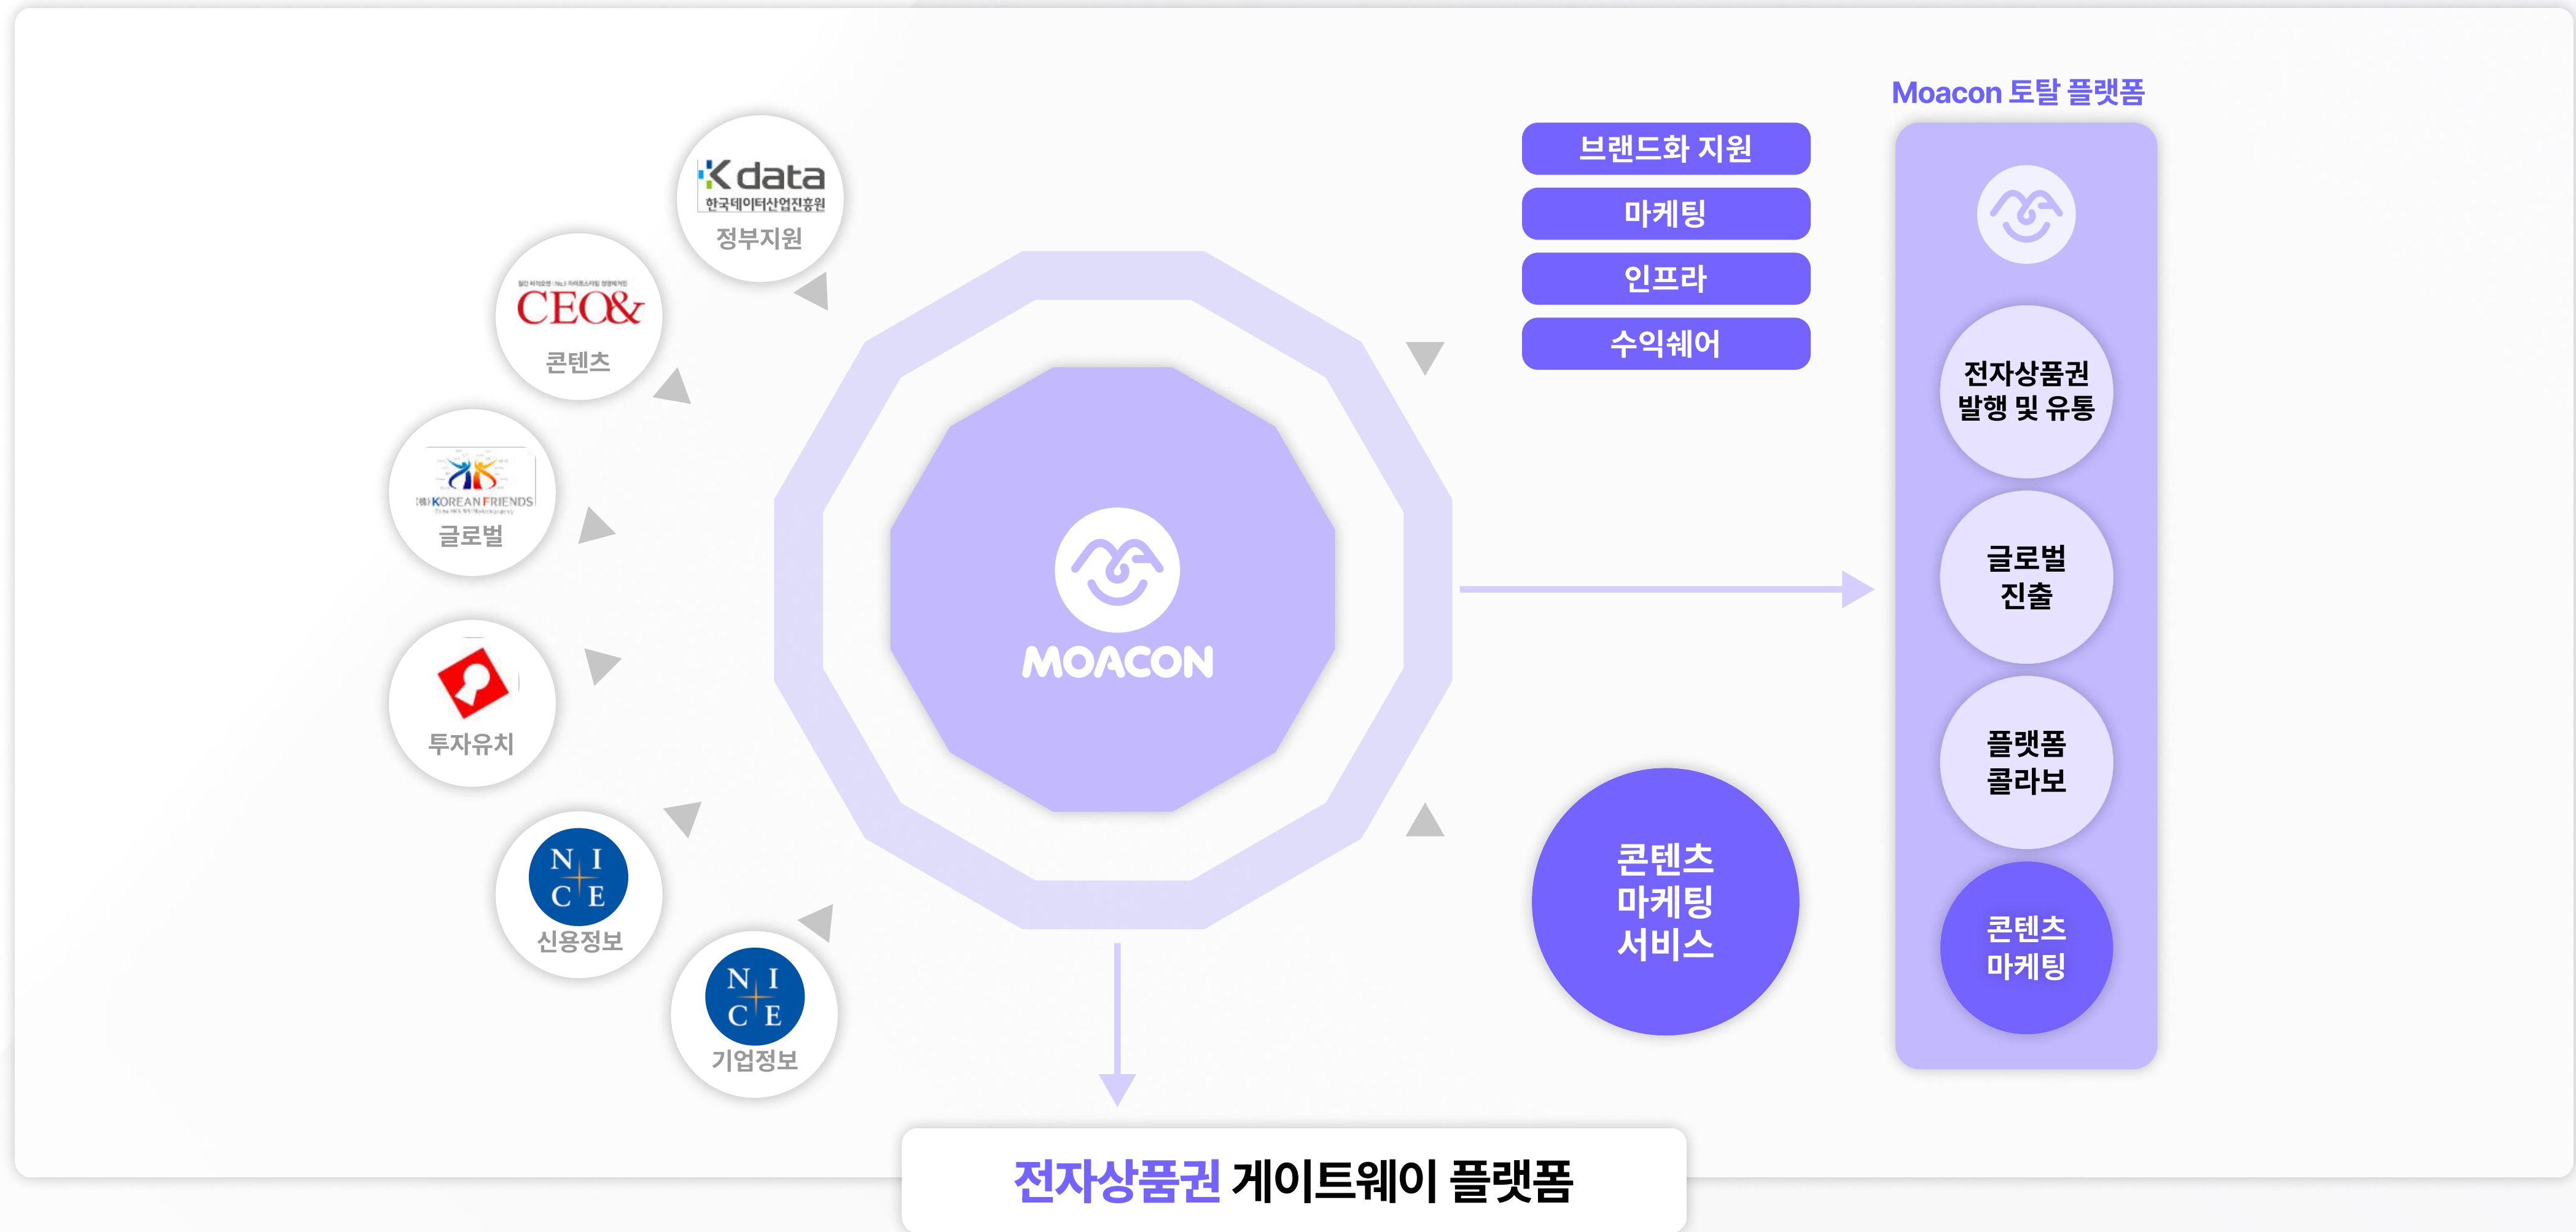 K data
한국데이터산업진흥원
정부지원
CEO&
콘텐츠
KOREAN FRIENDS
글로벌
투자유치
NICE
신용정보
NICE
기업정보
MOACON
브랜드화 지원
마케팅
인프라
수익쉐어
콘텐츠
마케팅
서비스
Moacon 토탈 플랫폼
전자상품권
발행 및 유통
글로벌
진출
플랫폼
콜라보
콘텐츠
마케팅
전자상품권 게이트웨이 플랫폼